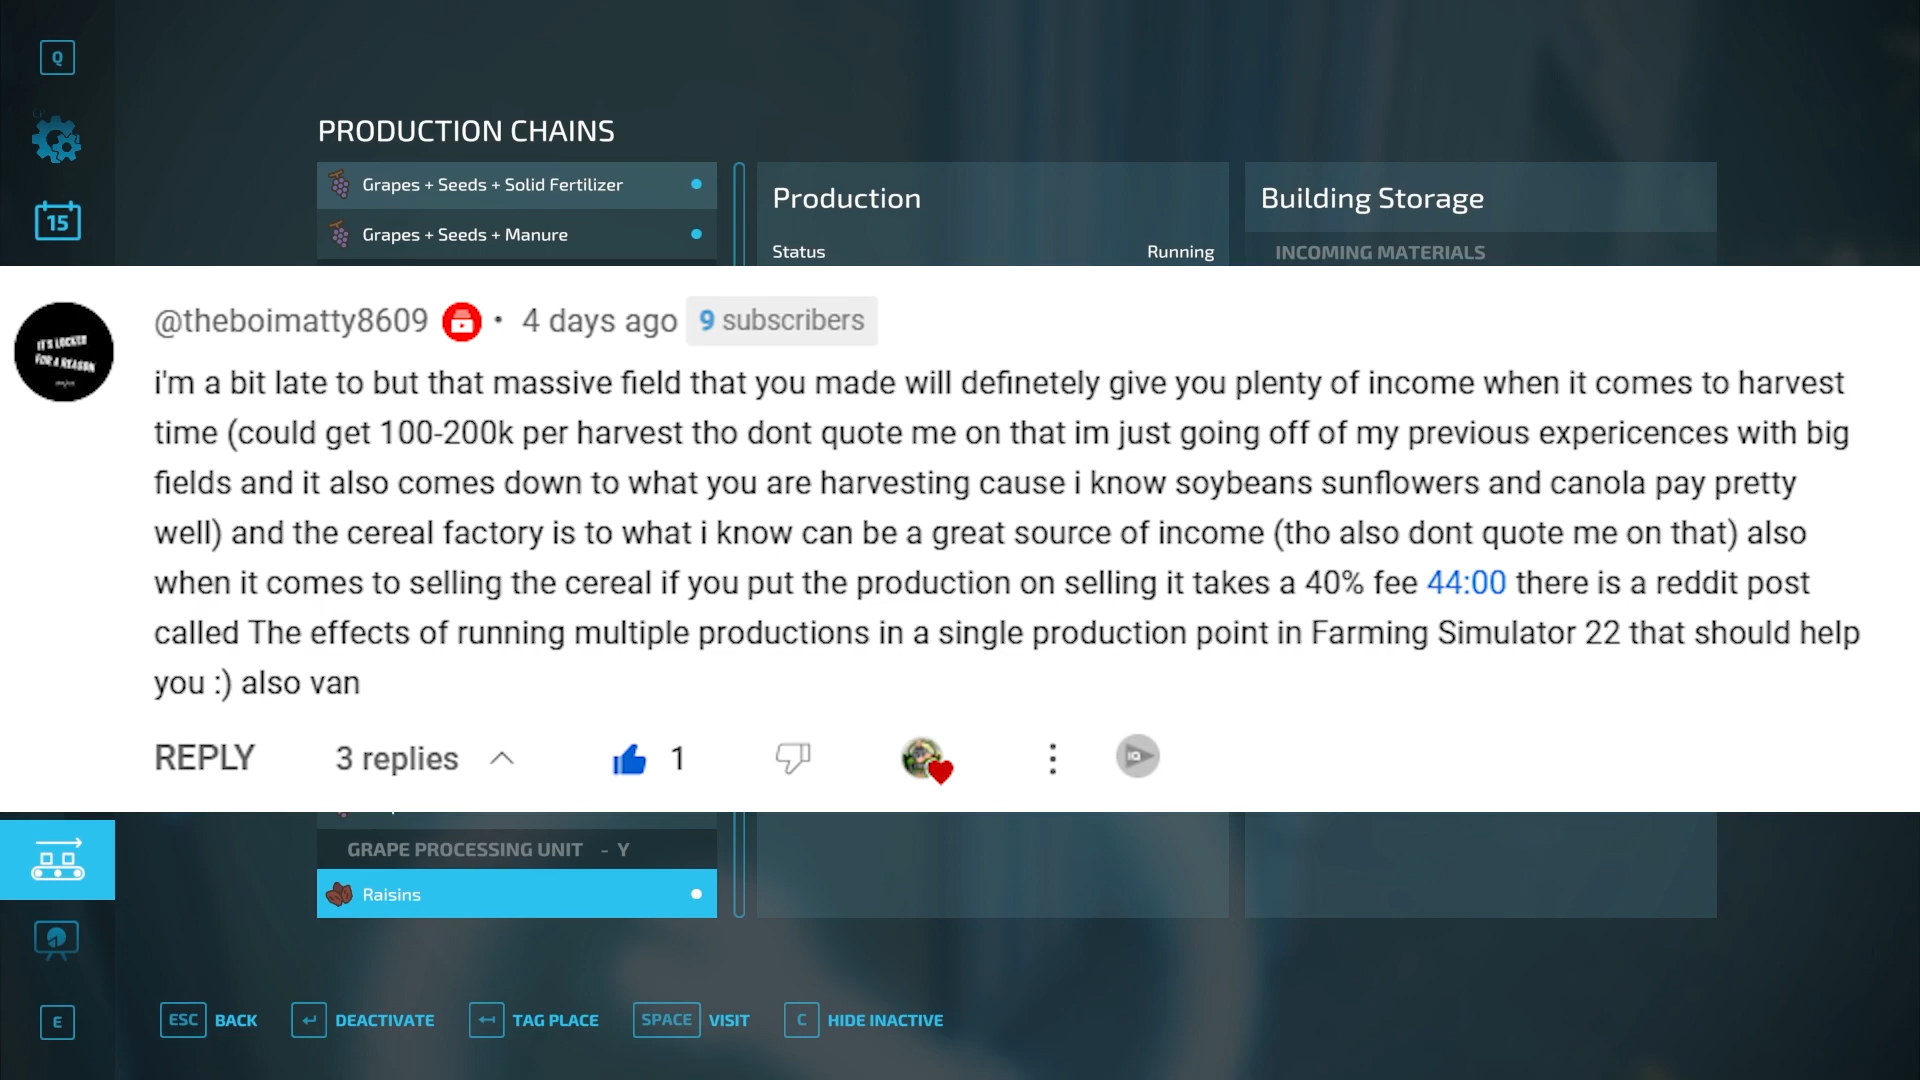 Q
PRODUCTION CHAINS
Grapes + Seeds + Solid Fertilizer
Grapes + Seeds + Manure
Production
Status Running
Building Storage
INCOMING MATERIALS
15
IT'S LOCKED
FOR A REASON
@theboimatty8609 • 4 days ago 9 subscribers
i'm a bit late to but that massive field that you made will definetely give you plenty of income when it comes to harvest
time (could get 100-200k per harvest tho dont quote me on that im just going off of my previous expericences with big
fields and it also comes down to what you are harvesting cause i know soybeans sunflowers and canola pay pretty
well) and the cereal factory is to what i know can be a great source of income (tho also dont quote me on that) also
when it comes to selling the cereal if you put the production on selling it takes a 40% fee 44:00 there is a reddit post
called The effects of running multiple productions in a single production point in Farming Simulator 22 that should help
you :) also van
REPLY 3 replies 1
GRAPE PROCESSING UNIT - Y
Raisins
E
ESC BACK DEACTIVATE TAG PLACE SPACE VISIT C HIDE INACTIVE